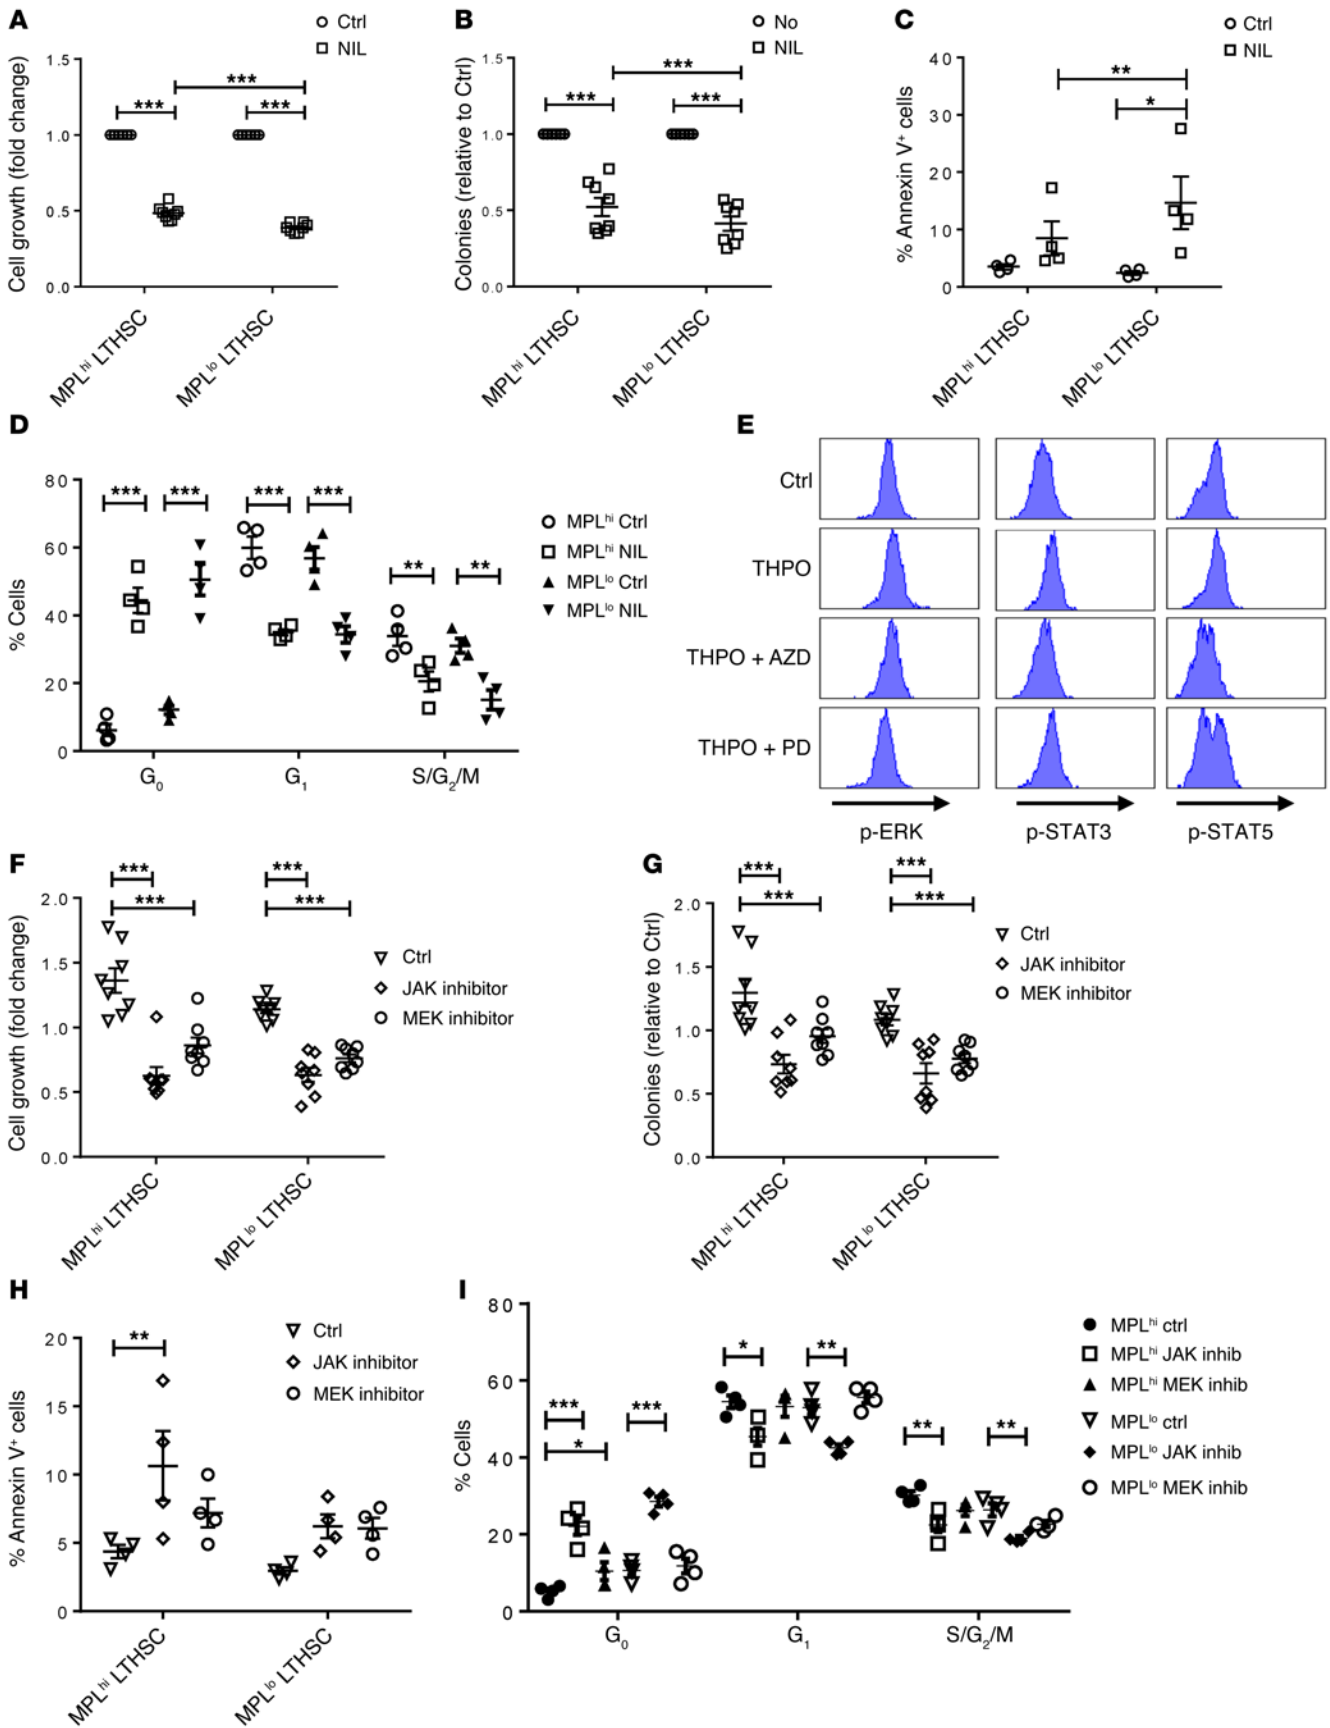 A
Ctrl
NIL
Cell growth (fold change)
1.5
1.0
0.5
0.0
***
***
***
MPLhi LTHSC
MPLlo LTHSC
B
No
NIL
Colonies (relative to Ctrl)
1.5
1.0
0.5
0.0
***
***
***
MPLhi LTHSC
MPLlo LTHSC
C
Ctrl
NIL
% Annexin V+ cells
40
30
20
10
0
**
*
MPLhi LTHSC
MPLlo LTHSC
D
% Cells
80
60
40
20
0
*** *** *** ***
** **
G0 G1 S/G2/M
MPLhi Ctrl
MPLhi NIL
MPLlo Ctrl
MPLlo NIL
E
Ctrl
THPO
THPO + AZD
THPO + PD
p-ERK p-STAT3 p-STAT5
F
Cell growth (fold change)
2.0
1.5
1.0
0.5
0.0
*** ***
*** ***
Ctrl
JAK inhibitor
MEK inhibitor
MPLhi LTHSC
MPLlo LTHSC
G
Colonies (relative to Ctrl)
2.0
1.5
1.0
0.5
0.0
*** ***
*** ***
Ctrl
JAK inhibitor
MEK inhibitor
MPLhi LTHSC
MPLlo LTHSC
H
% Annexin V+ cells
20
15
10
5
0
**
Ctrl
JAK inhibitor
MEK inhibitor
MPLhi LTHSC
MPLlo LTHSC
I
% Cells
80
60
40
20
0
* **
*** ***
*
** **
G0 G1 S/G2/M
MPLhi ctrl
MPLhi JAK inhib
MPLhi MEK inhib
MPLlo ctrl
MPLlo JAK inhib
MPLlo MEK inhib